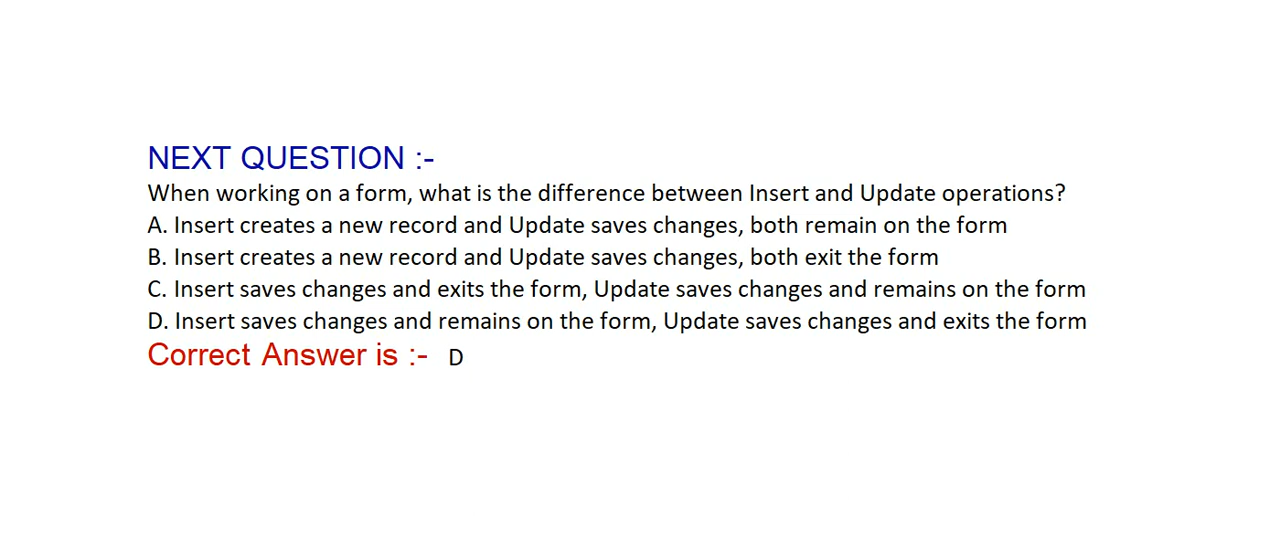 NEXT QUESTION :-
When working on a form, what is the difference between Insert and Update operations?
A. Insert creates a new record and Update saves changes, both remain on the form
B. Insert creates a new record and Update saves changes, both exit the form
C. Insert saves changes and exits the form, Update saves changes and remains on the form
D. Insert saves changes and remains on the form, Update saves changes and exits the form
Correct Answer is :- D